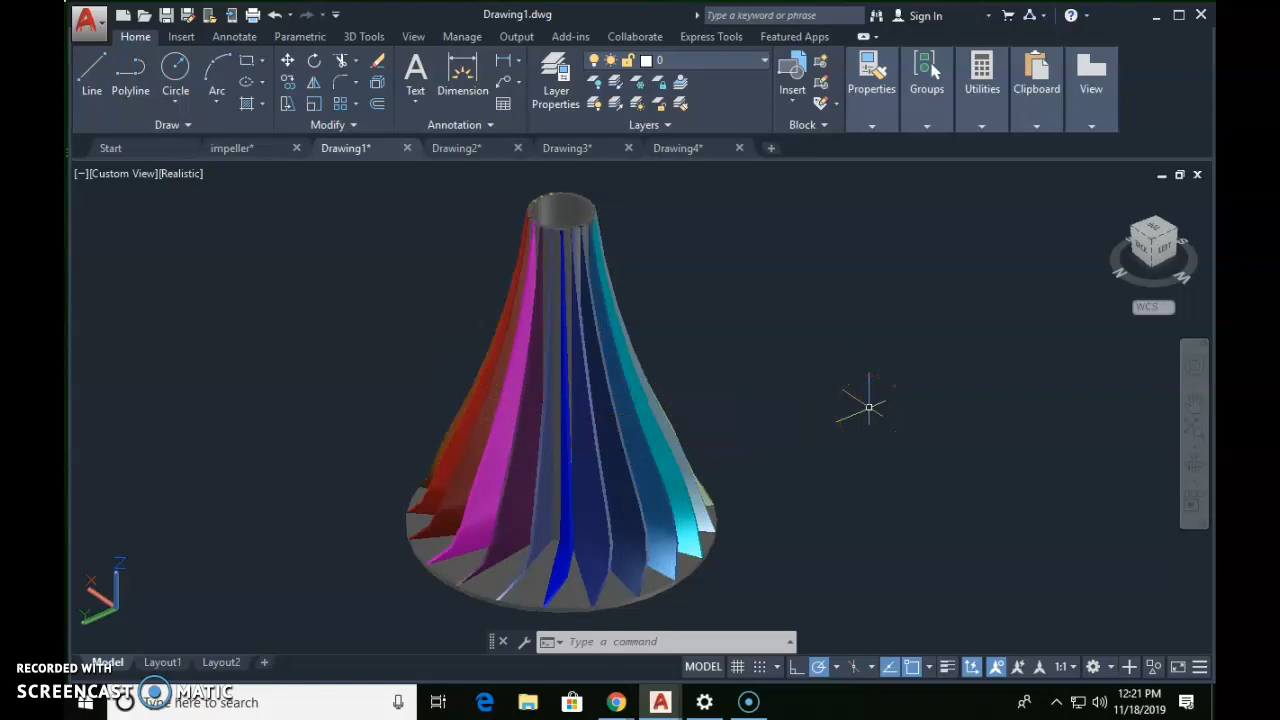 Drawing1.dwg
Type a keyword or phrase
Sign In
Home Insert Annotate Parametric 3D Tools View Manage Output Add-ins Collaborate Express Tools Featured Apps
Line Polyline Circle Arc
Text Dimension
Layer Properties
0
Insert Properties Groups Utilities Clipboard View
Draw Modify Annotation Layers Block
Start impeller* Drawing1* Drawing2* Drawing3* Drawing4*
[−][Custom View][Realistic]
N
WCS
Z
X
Y
Type a command
Model Layout1 Layout2
MODEL 1:1
RECORDED WITH
SCREENCAST MATIC
Type here to search
12:21 PM
11/18/2019